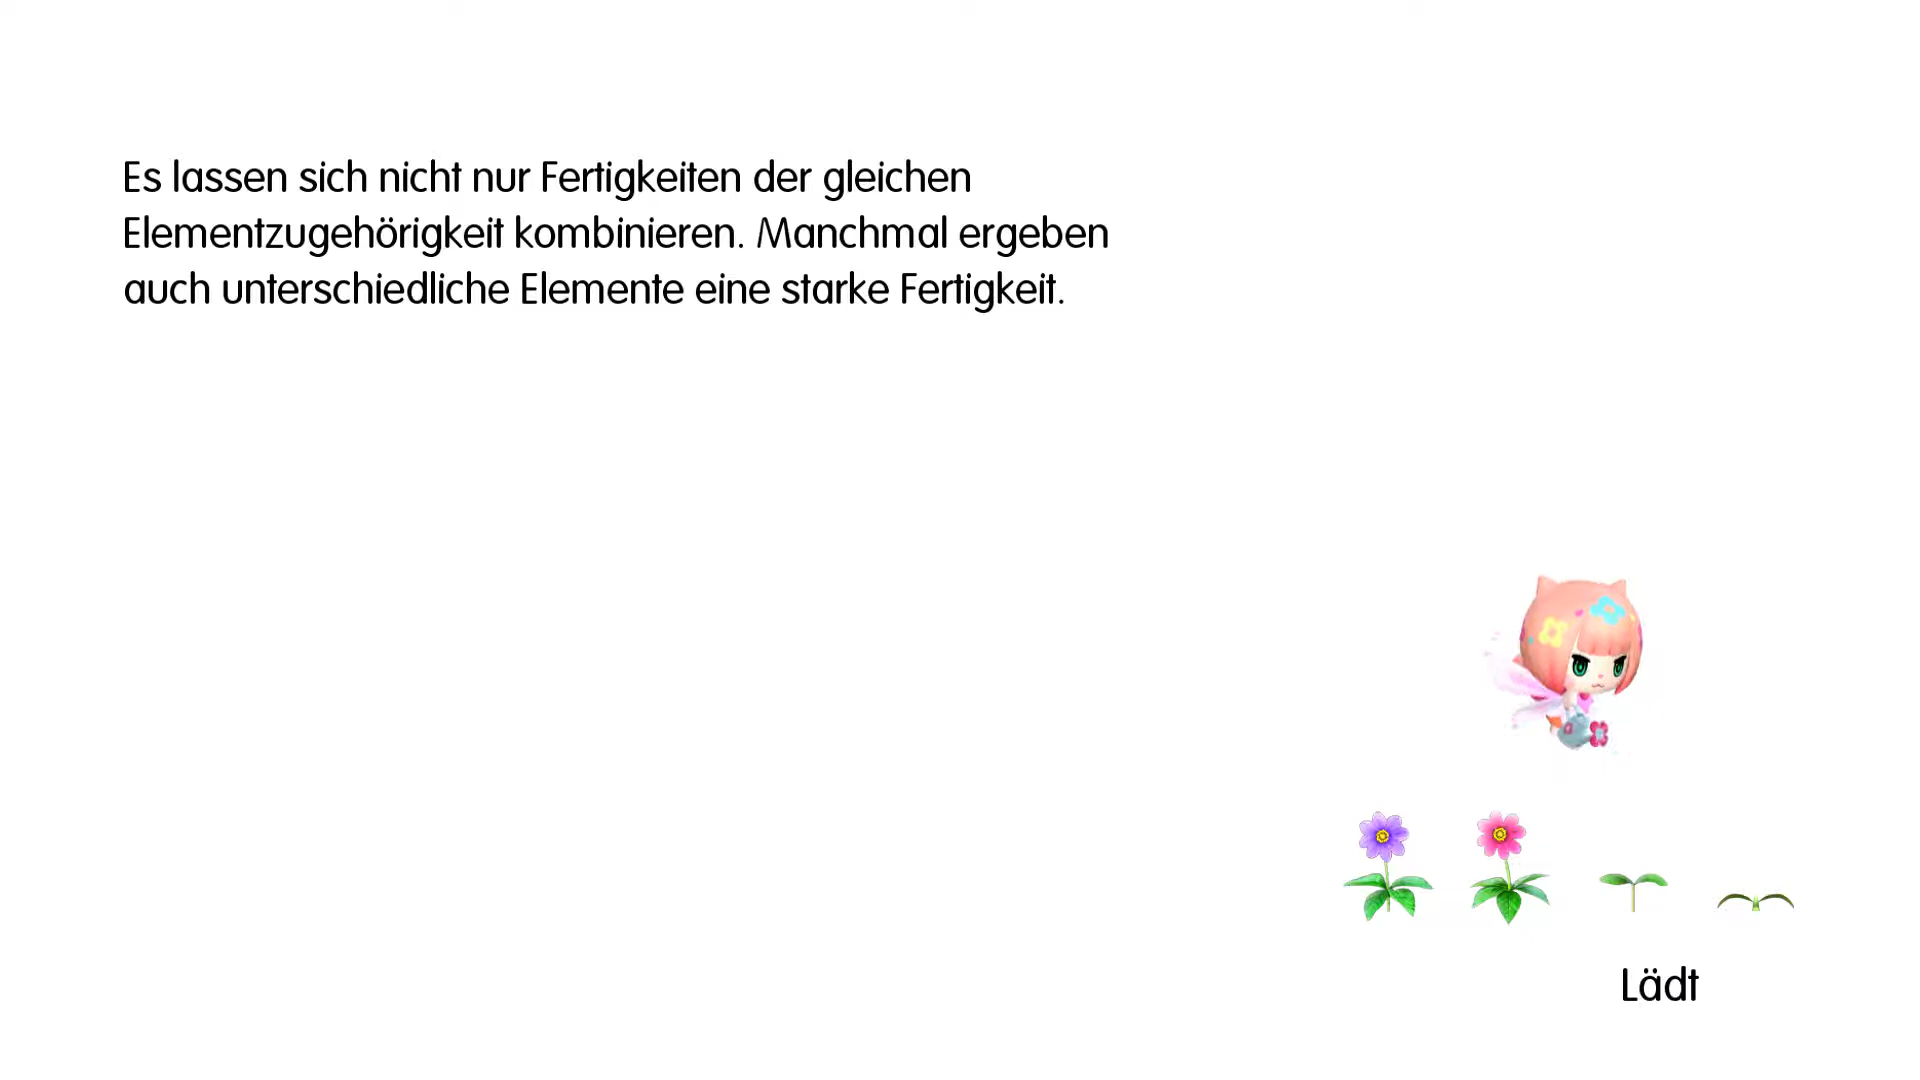 Es lassen sich nicht nur Fertigkeiten der gleichen
Elementzugehörigkeit kombinieren. Manchmal ergeben
auch unterschiedliche Elemente eine starke Fertigkeit.
Lädt